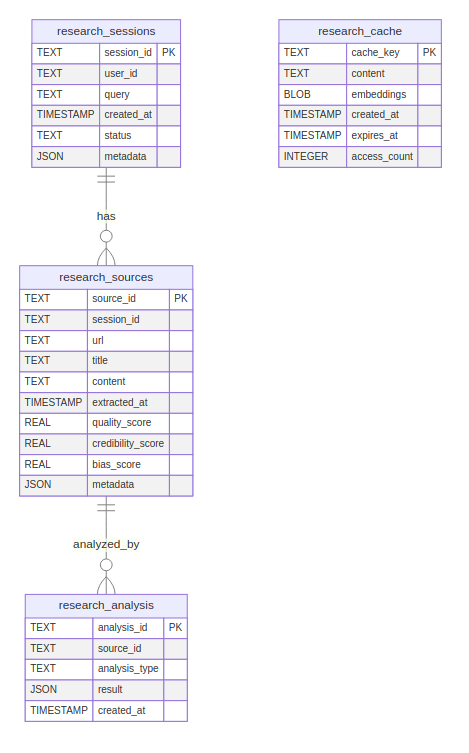 research_sessions
TEXT session_id PK
TEXT user_id
TEXT query
TIMESTAMP created_at
TEXT status
JSON metadata
has
research_sources
TEXT source_id PK
TEXT session_id
TEXT url
TEXT title
TEXT content
TIMESTAMP extracted_at
REAL quality_score
REAL credibility_score
REAL bias_score
JSON metadata
analyzed_by
research_analysis
TEXT analysis_id PK
TEXT source_id
TEXT analysis_type
JSON result
TIMESTAMP created_at
research_cache
TEXT cache_key PK
TEXT content
BLOB embeddings
TIMESTAMP created_at
TIMESTAMP expires_at
INTEGER access_count